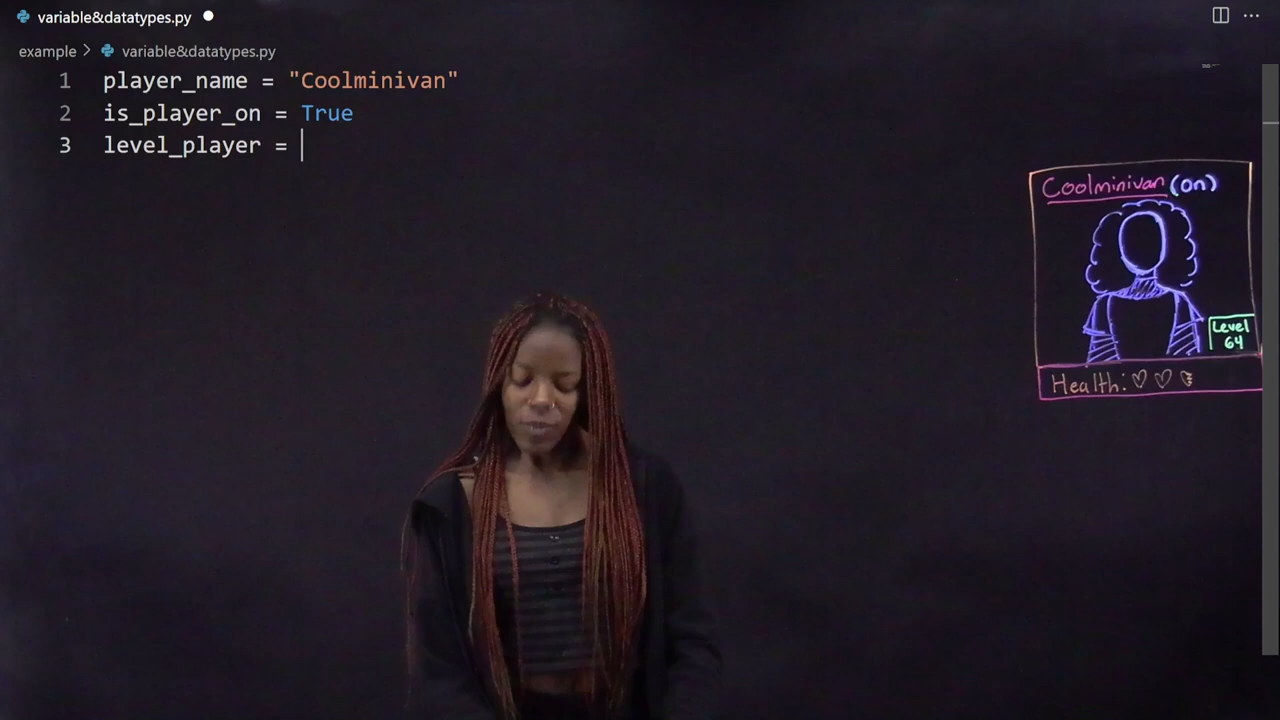 variable&datatypes.py
example > variable&datatypes.py
1 player_name = "Coolminivan"
2 is_player_on = True
3 level_player =
Coolminivan (on)
Level
64
Health: